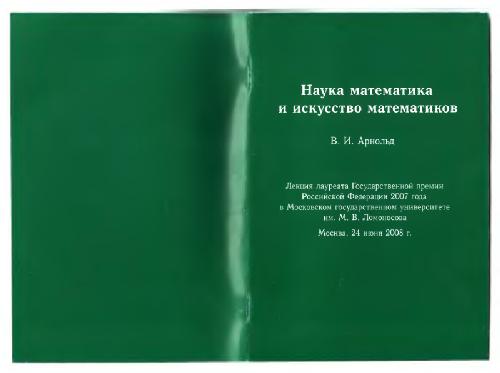 Наука математика
и искусство математиков
В. И. Арнольд
Лекция лауреата Государственной премии
Российской Федерации 2007 года
в Московском государственном университете
им. М. В. Ломоносова
Москва, 24 июня 2008 г.